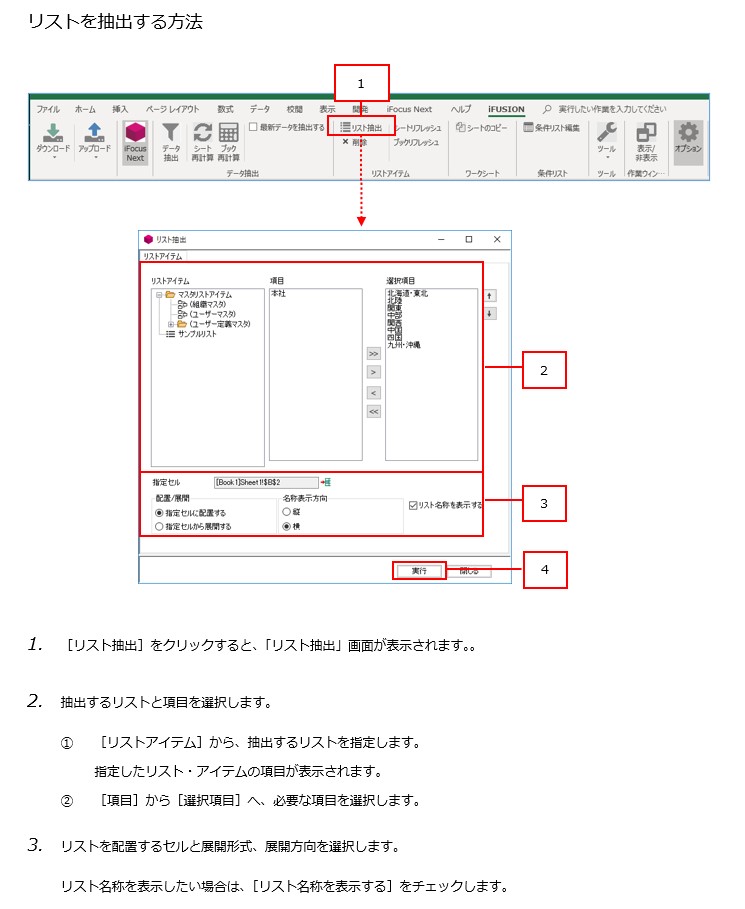 リストを抽出する方法
1
ファイル ホーム 挿入 ページ レイアウト 数式 データ 校閲 表示 開発 iFocus Next ヘルプ iFUSION 実行したい作業を入力してください
ダウンロード アップロード iFocus Next データ抽出 シート再計算 ブック再計算 最新データを抽出する リスト抽出 シートリフレッシュ シートのコピー 条件リスト編集 ツール 表示/非表示 オプション
削除 ブックリフレッシュ
データ抽出 リストアイテム ワークシート 条件リスト ツール 作業ウィン…
リスト抽出
リストアイテム
リストアイテム 項目 選択項目
マスタリストアイテム 本社 北海道・東北
(組織マスタ) 北陸
(ユーザーマスタ) 関東
(ユーザー定義マスタ) 中部
サンプルリスト 関西
中国
四国
九州・沖縄
>>
>
<
<<
2
指定セル [Book1]Sheet1!$B$2
配置/展開 名称表示方向
指定セルに配置する 縦 リスト名称を表示する
指定セルから展開する 横
3
実行 閉じる
4
1. ［リスト抽出］をクリックすると、「リスト抽出」画面が表示されます。。
2. 抽出するリストと項目を選択します。
① ［リストアイテム］から、抽出するリストを指定します。
指定したリスト・アイテムの項目が表示されます。
② ［項目］から［選択項目］へ、必要な項目を選択します。
3. リストを配置するセルと展開形式、展開方向を選択します。
リスト名称を表示したい場合は、［リスト名称を表示する］をチェックします。